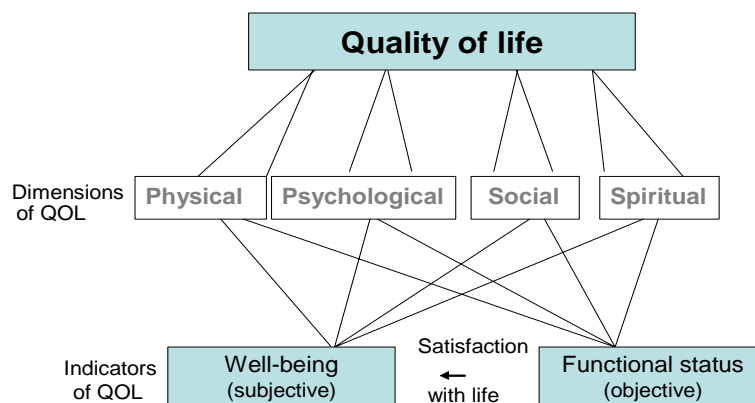 Quality of life
Dimensions
of QOL
Physical
Psychological
Social
Spiritual
Indicators
of QOL
Well-being
(subjective)
Satisfaction
with life
Functional status
(objective)